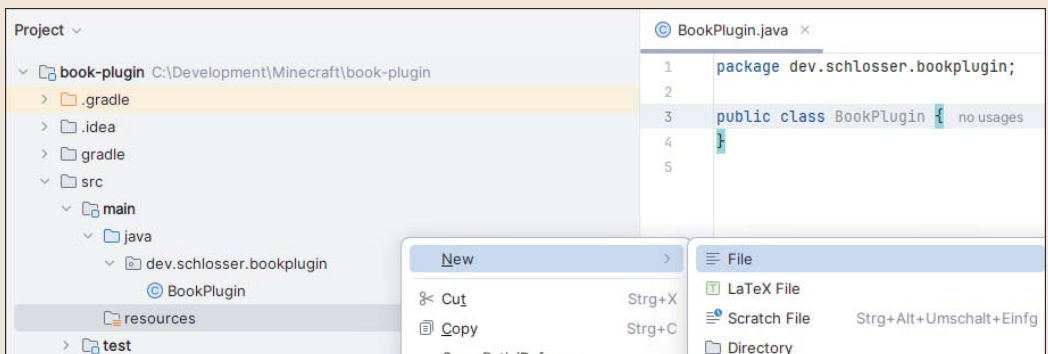 Project
book-plugin C:\Development\Minecraft\book-plugin
.gradle
.idea
gradle
src
main
java
dev.schlosser.bookplugin
BookPlugin
resources
test
BookPlugin.java
1 package dev.schlosser.bookplugin;
2
3 public class BookPlugin { no usages
4 }
5
New
Cut Strg+X
Copy Strg+C
File
LaTeX File
Scratch File Strg+Alt+Umschalt+Einfg
Directory